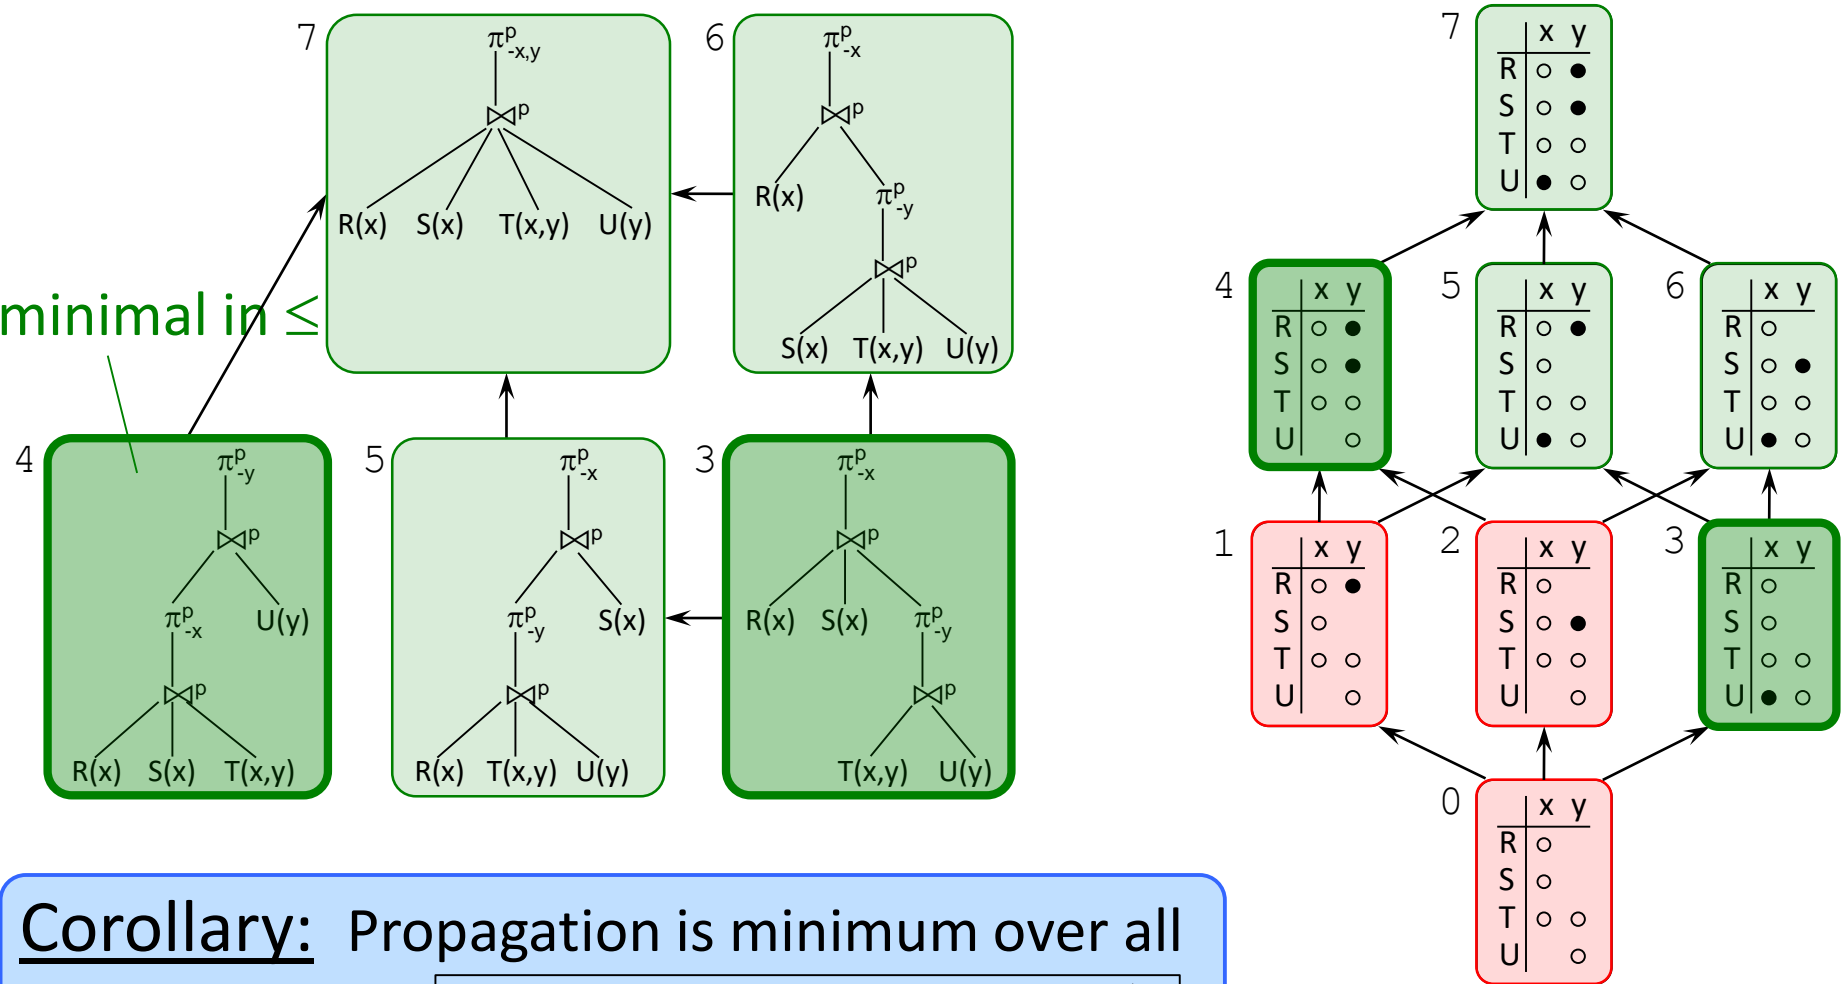 7
π^p_-x,y
⋈^p
R(x) S(x) T(x,y) U(y)
6
π^p_-x
⋈^p
R(x)
π^p_-y
⋈^p
S(x) T(x,y) U(y)
minimal in ≤
4
π^p_-y
⋈^p
π^p_-x
U(y)
⋈^p
R(x) S(x) T(x,y)
5
π^p_-x
⋈^p
π^p_-y
S(x)
⋈^p
R(x) T(x,y) U(y)
3
π^p_-x
⋈^p
R(x) S(x)
π^p_-y
⋈^p
T(x,y) U(y)
Corollary: Propagation is minimum over all
7
x y
R ○ ●
S ○ ●
T ○ ○
U ● ○
4
x y
R ○ ●
S ○ ●
T ○ ○
U ○
5
x y
R ○ ●
S ○
T ○ ○
U ● ○
6
x y
R ○
S ○ ●
T ○ ○
U ● ○
1
x y
R ○ ●
S ○
T ○ ○
U ○
2
x y
R ○
S ○ ●
T ○ ○
U ○
3
x y
R ○
S ○
T ○ ○
U ● ○
0
x y
R ○
S ○
T ○ ○
U ○